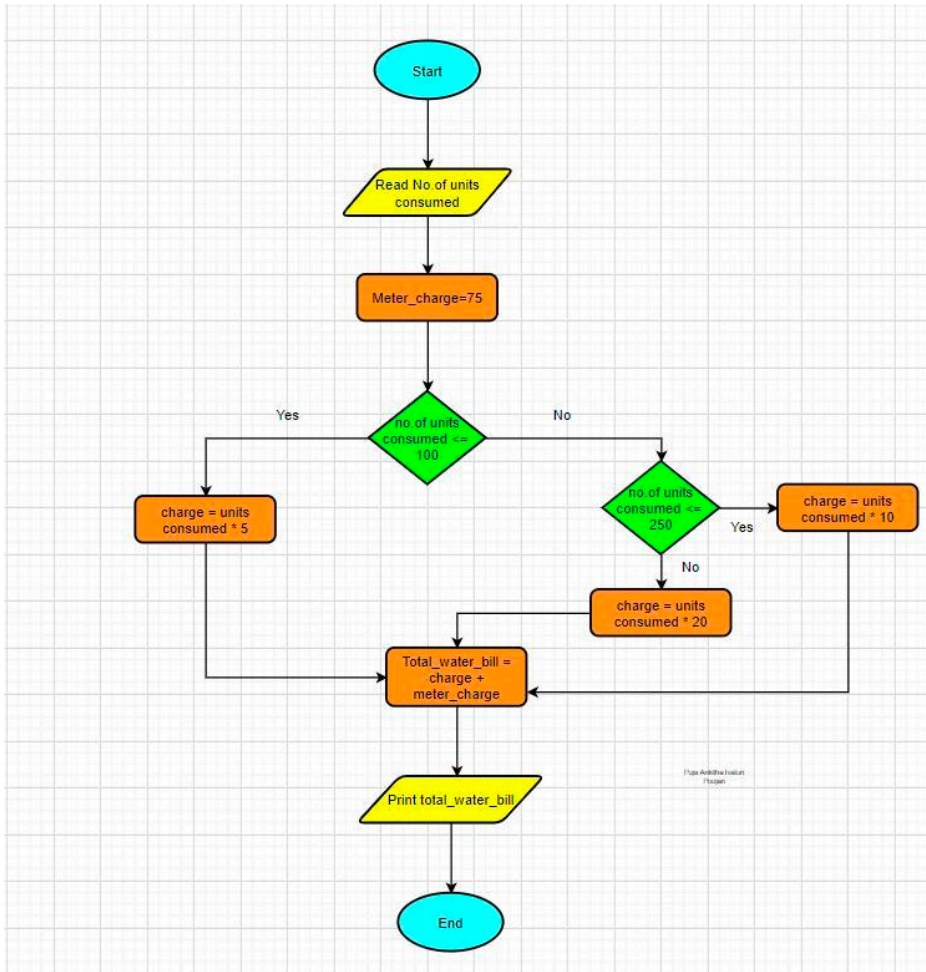 Start
Read No.of units
consumed
Meter_charge=75
Yes
No
no.of units
consumed <=
100
no.of units
consumed <=
250
Yes
charge = units
consumed * 10
charge = units
consumed * 5
No
charge = units
consumed * 20
Total_water_bill =
charge +
meter_charge
Print total_water_bill
End